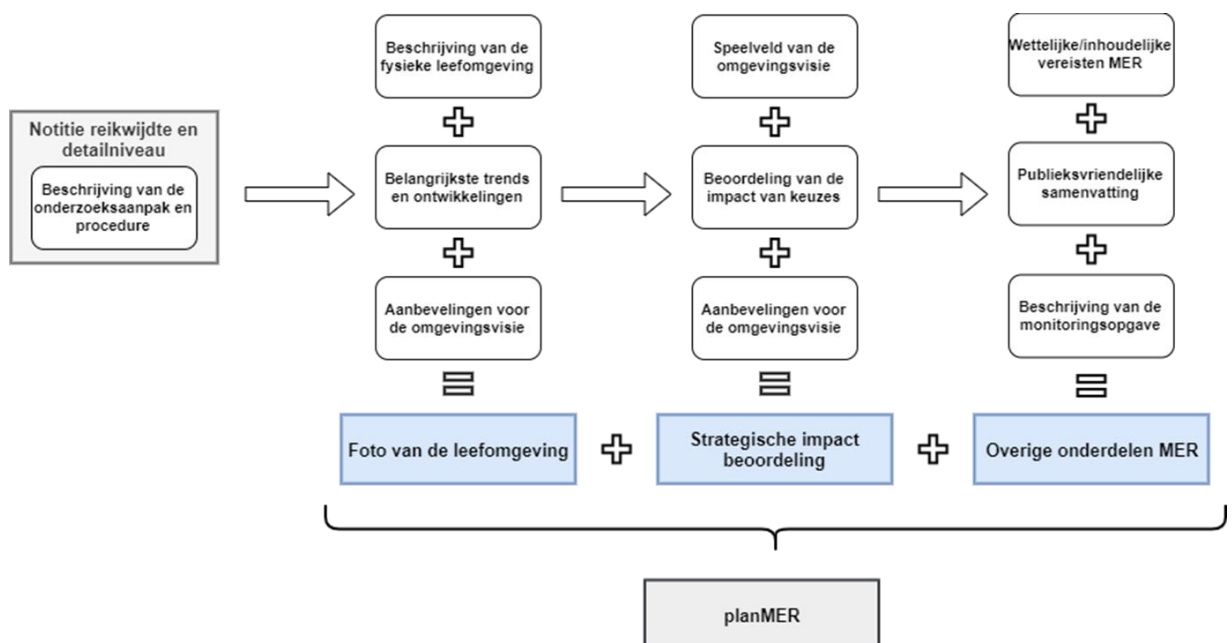 Notitie reikwijdte en
detailniveau
Beschrijving van de
onderzoeksaanpak en
procedure
Beschrijving van de
fysieke leefomgeving
Belangrijkste trends
en ontwikkelingen
Aanbevelingen voor
de omgevingsvisie
Foto van de leefomgeving
Speelveld van de
omgevingsvisie
Beoordeling van de
impact van keuzes
Aanbevelingen voor
de omgevingsvisie
Strategische impact
beoordeling
Wettelijke/inhoudelijke
vereisten MER
Publieksvriendelijke
samenvatting
Beschrijving van de
monitoringsopgave
Overige onderdelen MER
planMER